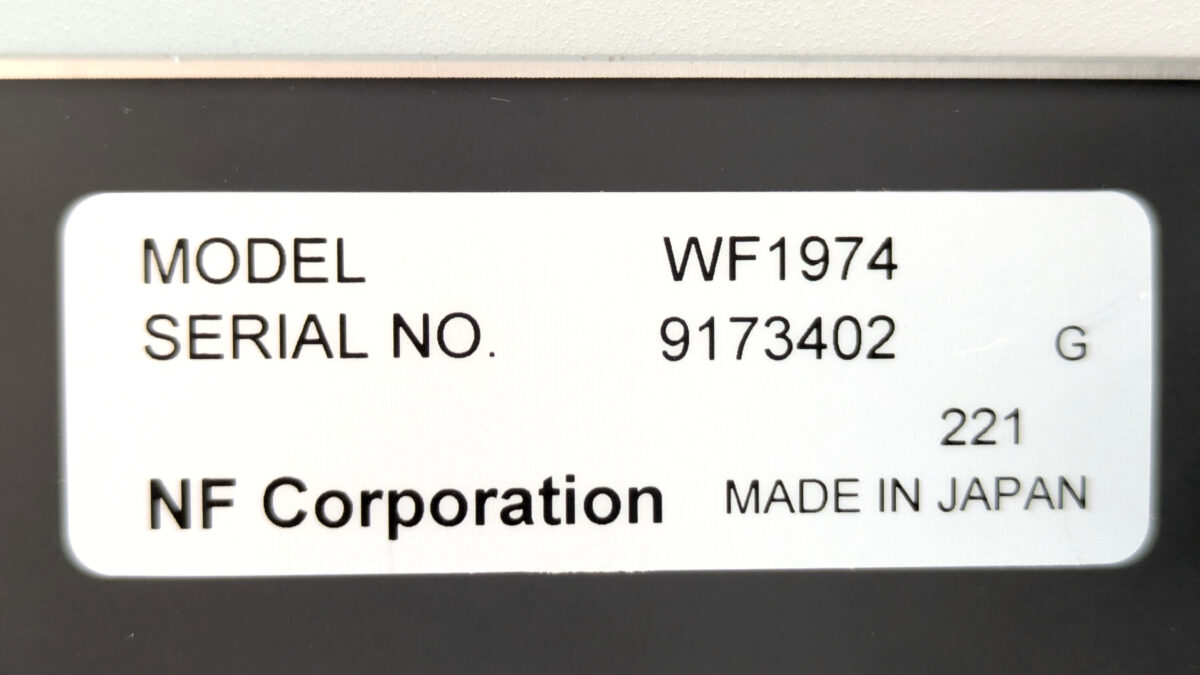 MODEL WF1974
SERIAL NO. 9173402 G
221
NF Corporation MADE IN JAPAN